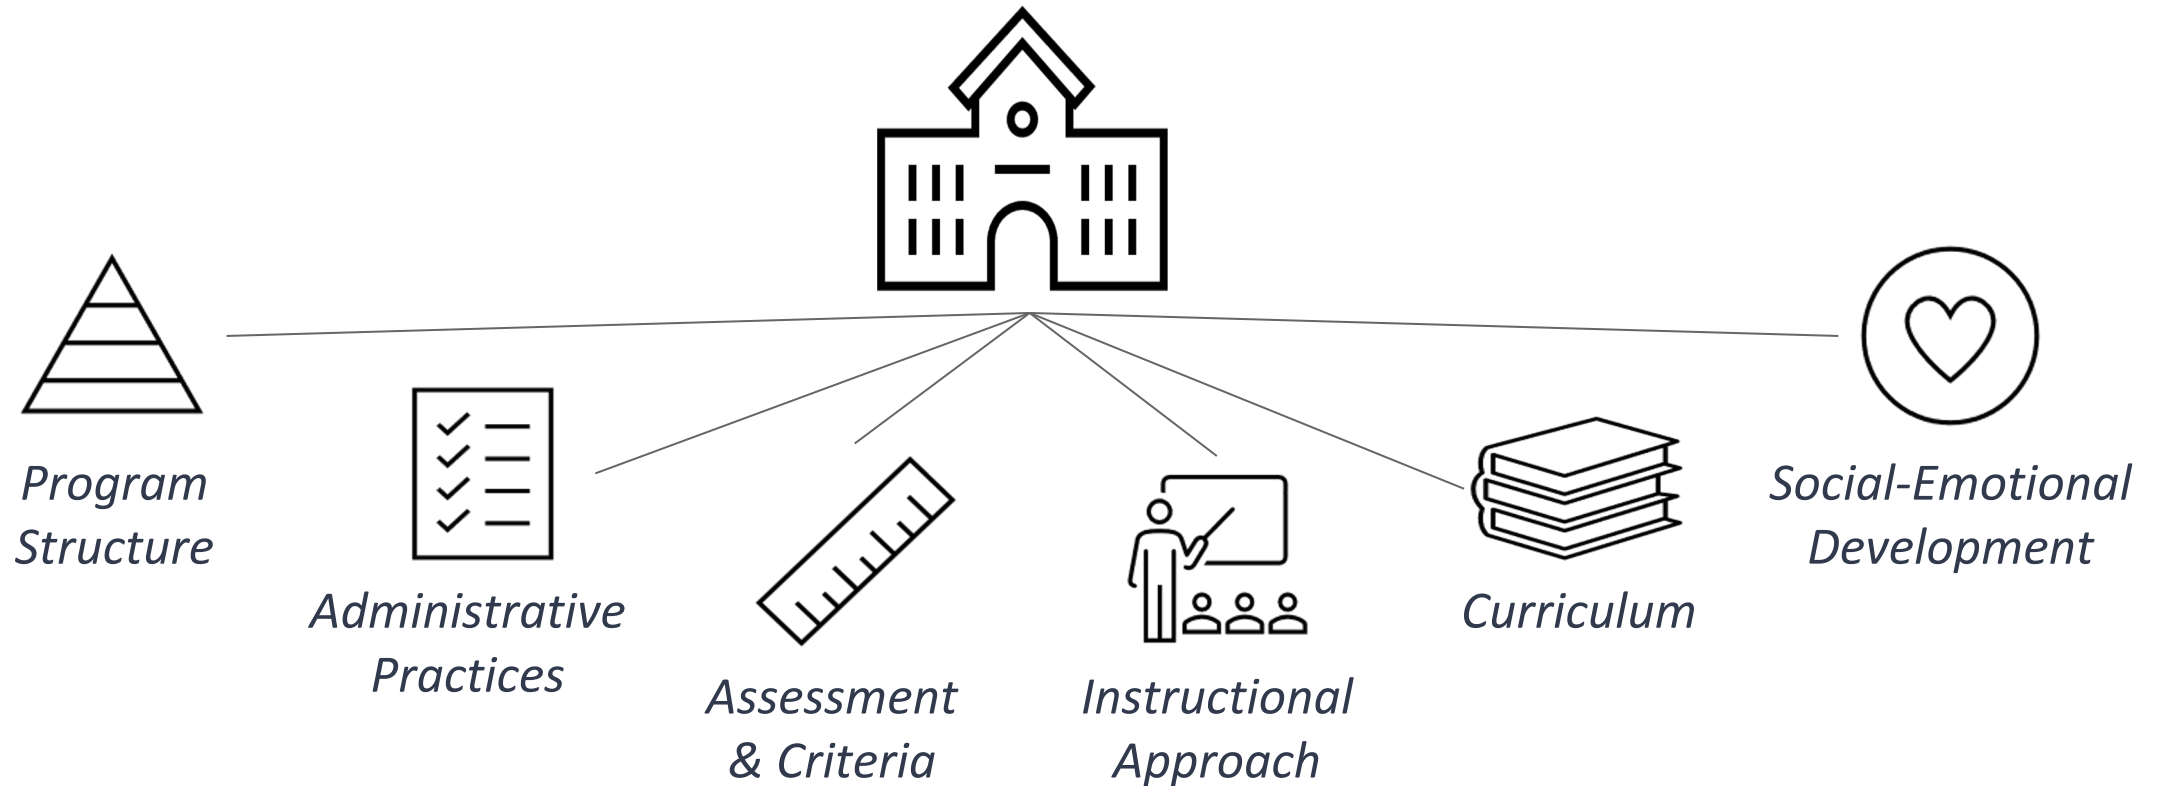 Program
Structure
Administrative
Practices
Assessment
& Criteria
Instructional
Approach
Curriculum
Social-Emotional
Development